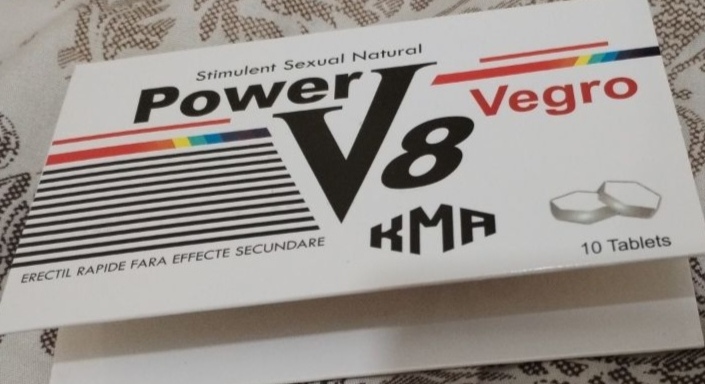 Stimulent Sexual Natural
Power V8 Vegro
KMA
ERECTIL RAPIDE FARA EFFECTE SECUNDARE
10 Tablets